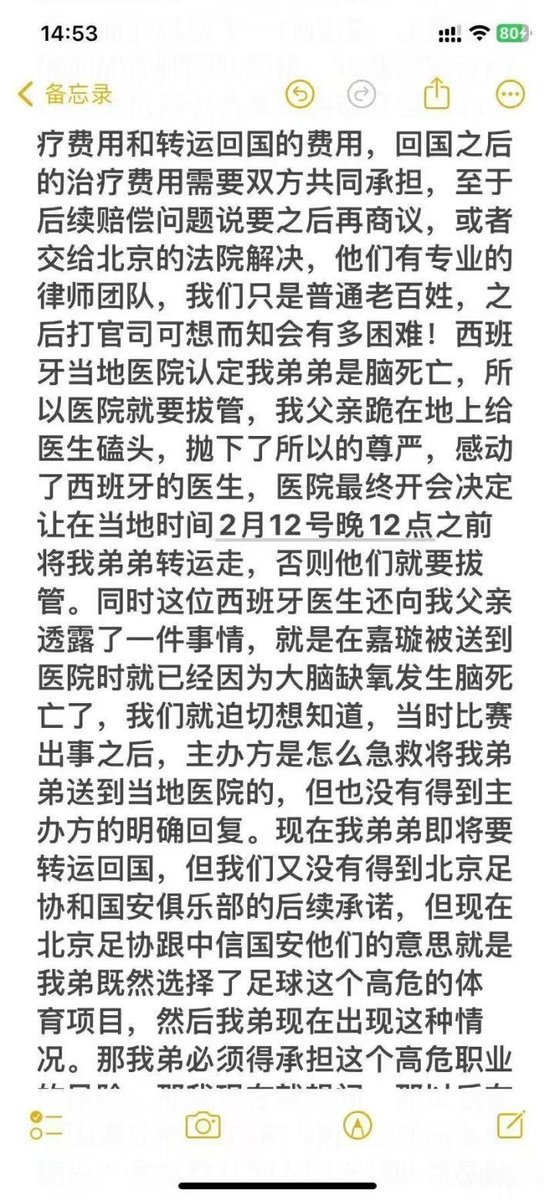 14:53
80
备忘录
疗费用和转运回国的费用，回国之后
的治疗费用需要双方共同承担，至于
后续赔偿问题说要之后再商议，或者
交给北京的法院解决，他们有专业的
律师团队，我们只是普通老百姓，之
后打官司可想而知会有多困难！西班
牙当地医院认定我弟弟是脑死亡，所
以医院就要拔管，我父亲跪在地上给
医生磕头，抛下了所以的尊严，感动
了西班牙的医生，医院最终开会决定
让在当地时间2月12号晚12点之前
将我弟弟转运走，否则他们就要拔
管。同时这位西班牙医生还向我父亲
透露了一件事情，就是在嘉璇被送到
医院时就已经因为大脑缺氧发生脑死
亡了，我们就迫切想知道，当时比赛
出事之后，主办方是怎么急救将我弟
弟送到当地医院的，但也没有得到主
办方的明确回复。现在我弟弟即将要
转运回国，但我们又没有得到北京足
协和国安俱乐部的后续承诺，但现在
北京足协跟中信国安他们的意思就是
我弟既然选择了足球这个高危的体
育项目，然后我弟现在出现这种情
况。那我弟必须得承担这个高危职业